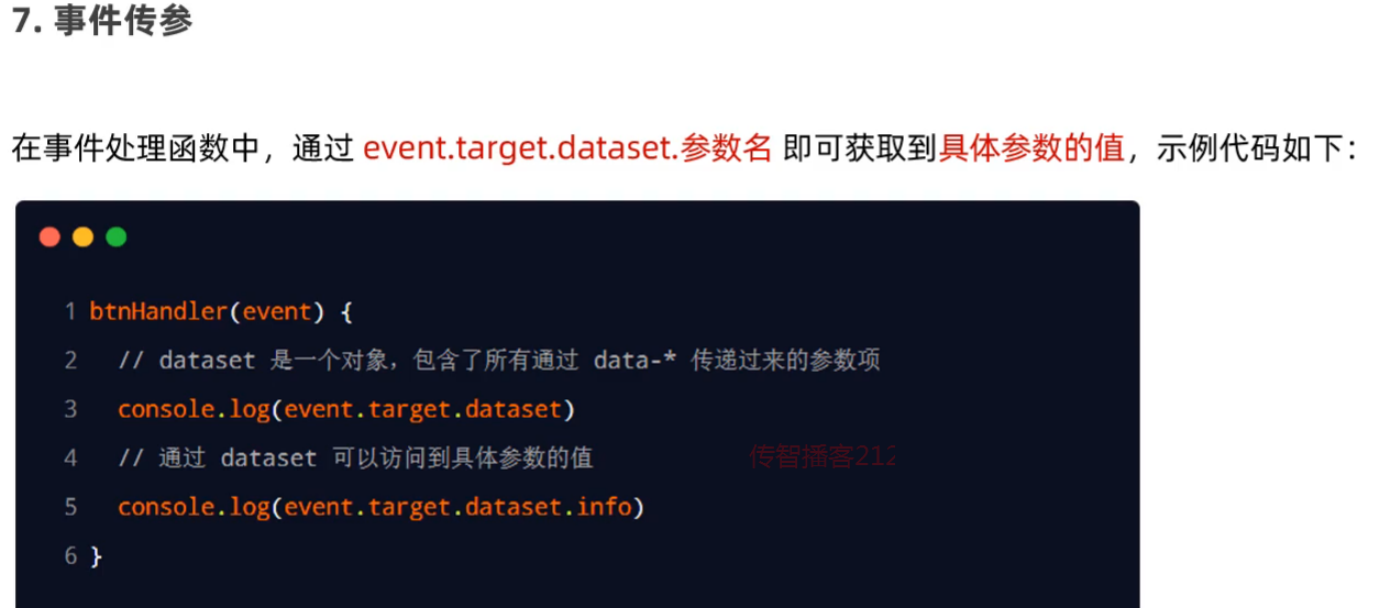 7. 事件传参
在事件处理函数中，通过 event.target.dataset.参数名 即可获取到具体参数的值，示例代码如下：
1 btnHandler(event) {
2 // dataset 是一个对象，包含了所有通过 data-* 传递过来的参数项
3 console.log(event.target.dataset)
4 // 通过 dataset 可以访问到具体参数的值
传智播客212
5 console.log(event.target.dataset.info)
6 }